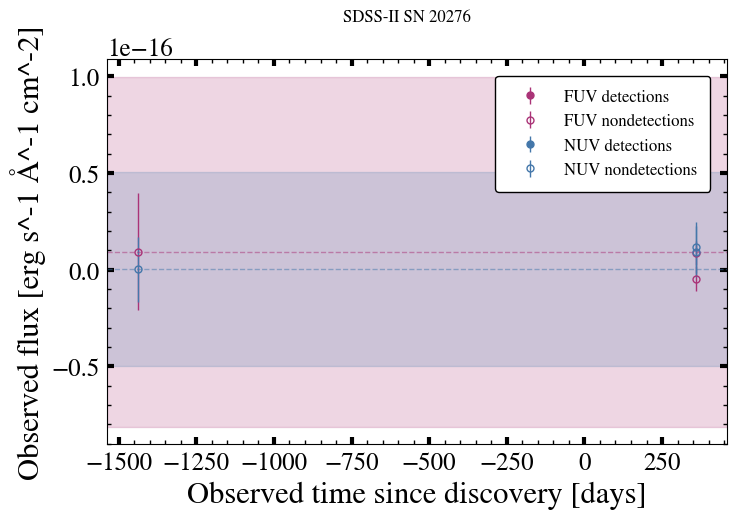 SDSS-II SN 20276
1e−16
1.0
0.5
0.0
−0.5
Observed flux [erg s^-1 Å^-1 cm^-2]
FUV detections
FUV nondetections
NUV detections
NUV nondetections
−1500 −1250 −1000 −750 −500 −250 0 250
Observed time since discovery [days]